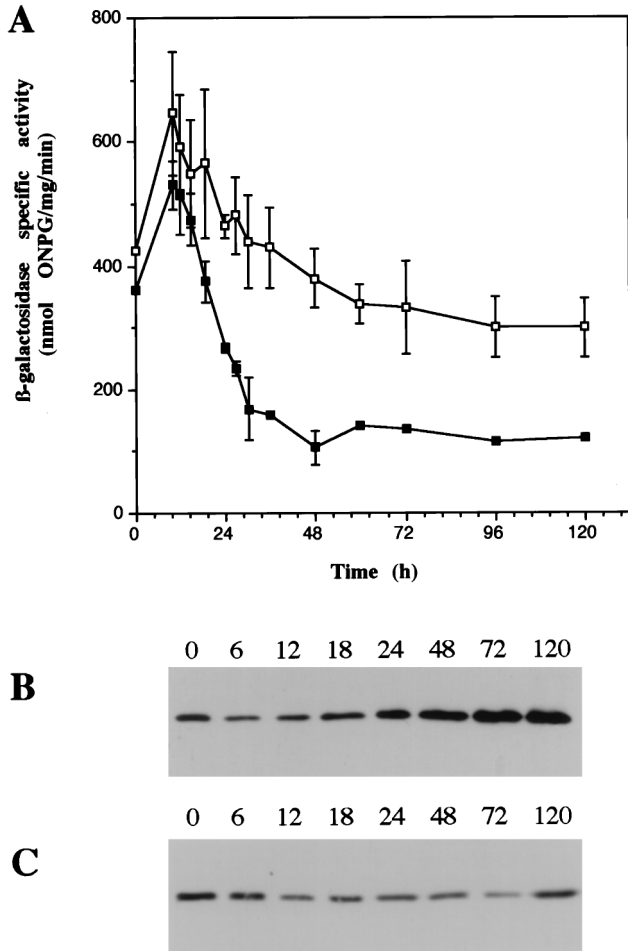 A
ß-galactosidase specific activity
(nmol ONPG/mg/min)
800
600
400
200
0
0 24 48 72 96 120
Time (h)
B
0 6 12 18 24 48 72 120
C
0 6 12 18 24 48 72 120